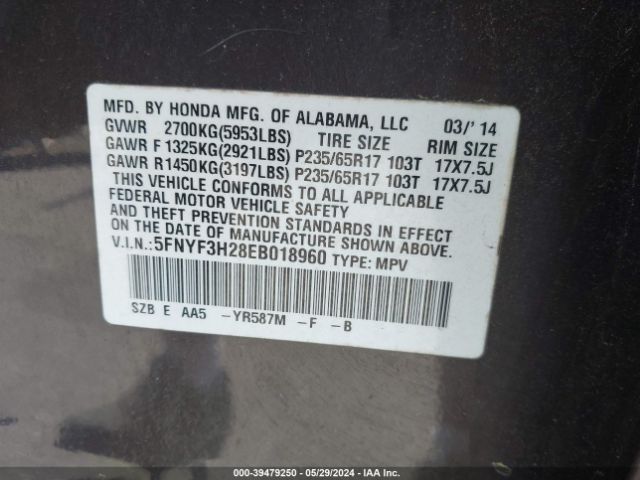 MFD. BY HONDA MFG. OF ALABAMA, LLC 03/' 14
GVWR 2700KG(5953LBS) TIRE SIZE RIM SIZE
GAWR F 1325KG(2921LBS) P235/65R17 103T 17X7.5J
GAWR R1450KG(3197LBS) P235/65R17 103T 17X7.5J
THIS VEHICLE CONFORMS TO ALL APPLICABLE
FEDERAL MOTOR VEHICLE SAFETY
AND THEFT PREVENTION STANDARDS IN EFFECT
ON THE DATE OF MANUFACTURE SHOWN ABOVE.
V.I.N.:5FNYF3H28EB018960 TYPE: MPV
SZB E AA5 -YR587M -F -B
000-39479250 - 05/29/2024 - IAAI.COM